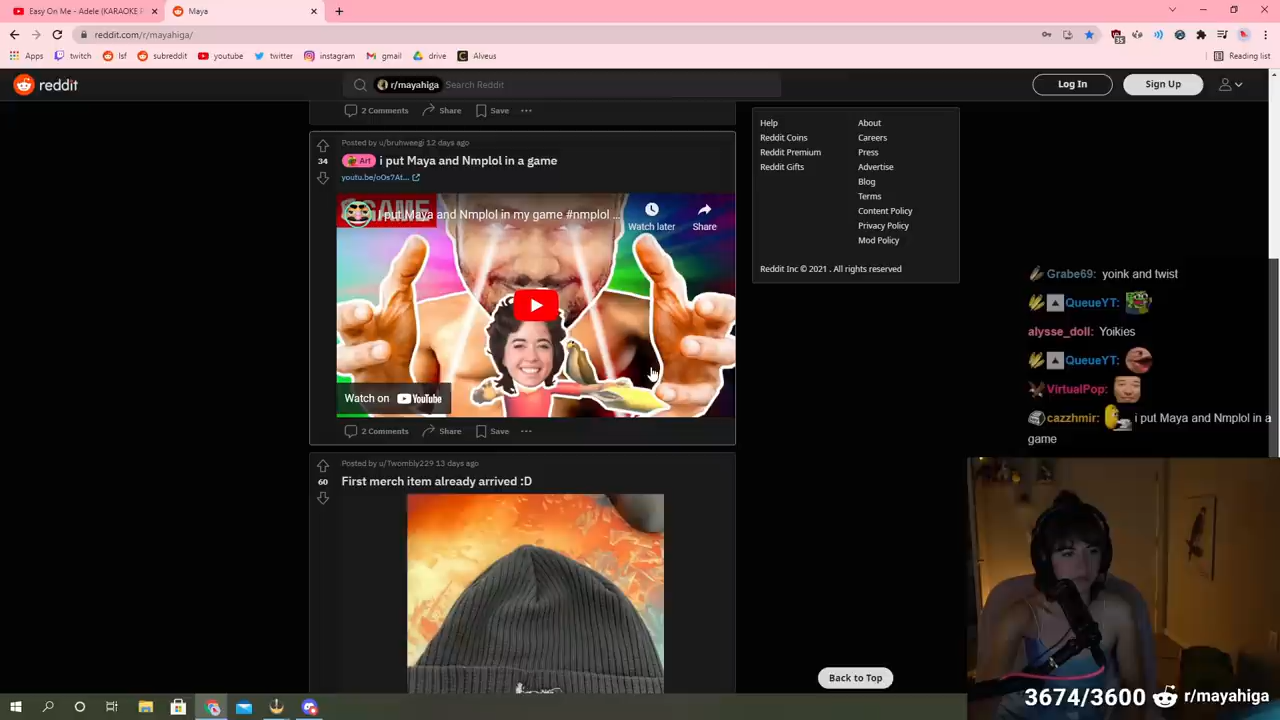 Easy On Me - Adele (KARAOKE F
Maya
reddit.com/r/mayahiga/
Apps
twitch
lsf
subreddit
youtube
twitter
instagram
gmail
drive
Alveus
Reading list
reddit
r/mayahiga
Search Reddit
Log In
Sign Up
2 Comments
Share
Save
Posted by u/bruhweegi 12 days ago
34
Art
i put Maya and Nmplol in a game
youtu.be/oOs7At...
GAME
I put Maya and Nmplol in my game #nmplol ...
Watch later
Share
Watch on YouTube
2 Comments
Share
Save
Posted by u/Twombly229 13 days ago
60
First merch item already arrived :D
Help
About
Reddit Coins
Careers
Reddit Premium
Press
Reddit Gifts
Advertise
Blog
Terms
Content Policy
Privacy Policy
Mod Policy
Reddit Inc © 2021 . All rights reserved
Back to Top
Grabe69: yoink and twist
QueueYT:
alysse_doll: Yoikies
QueueYT:
VirtualPop:
cazzhmir: i put Maya and Nmplol in a
game
3674/3600 r/mayahiga